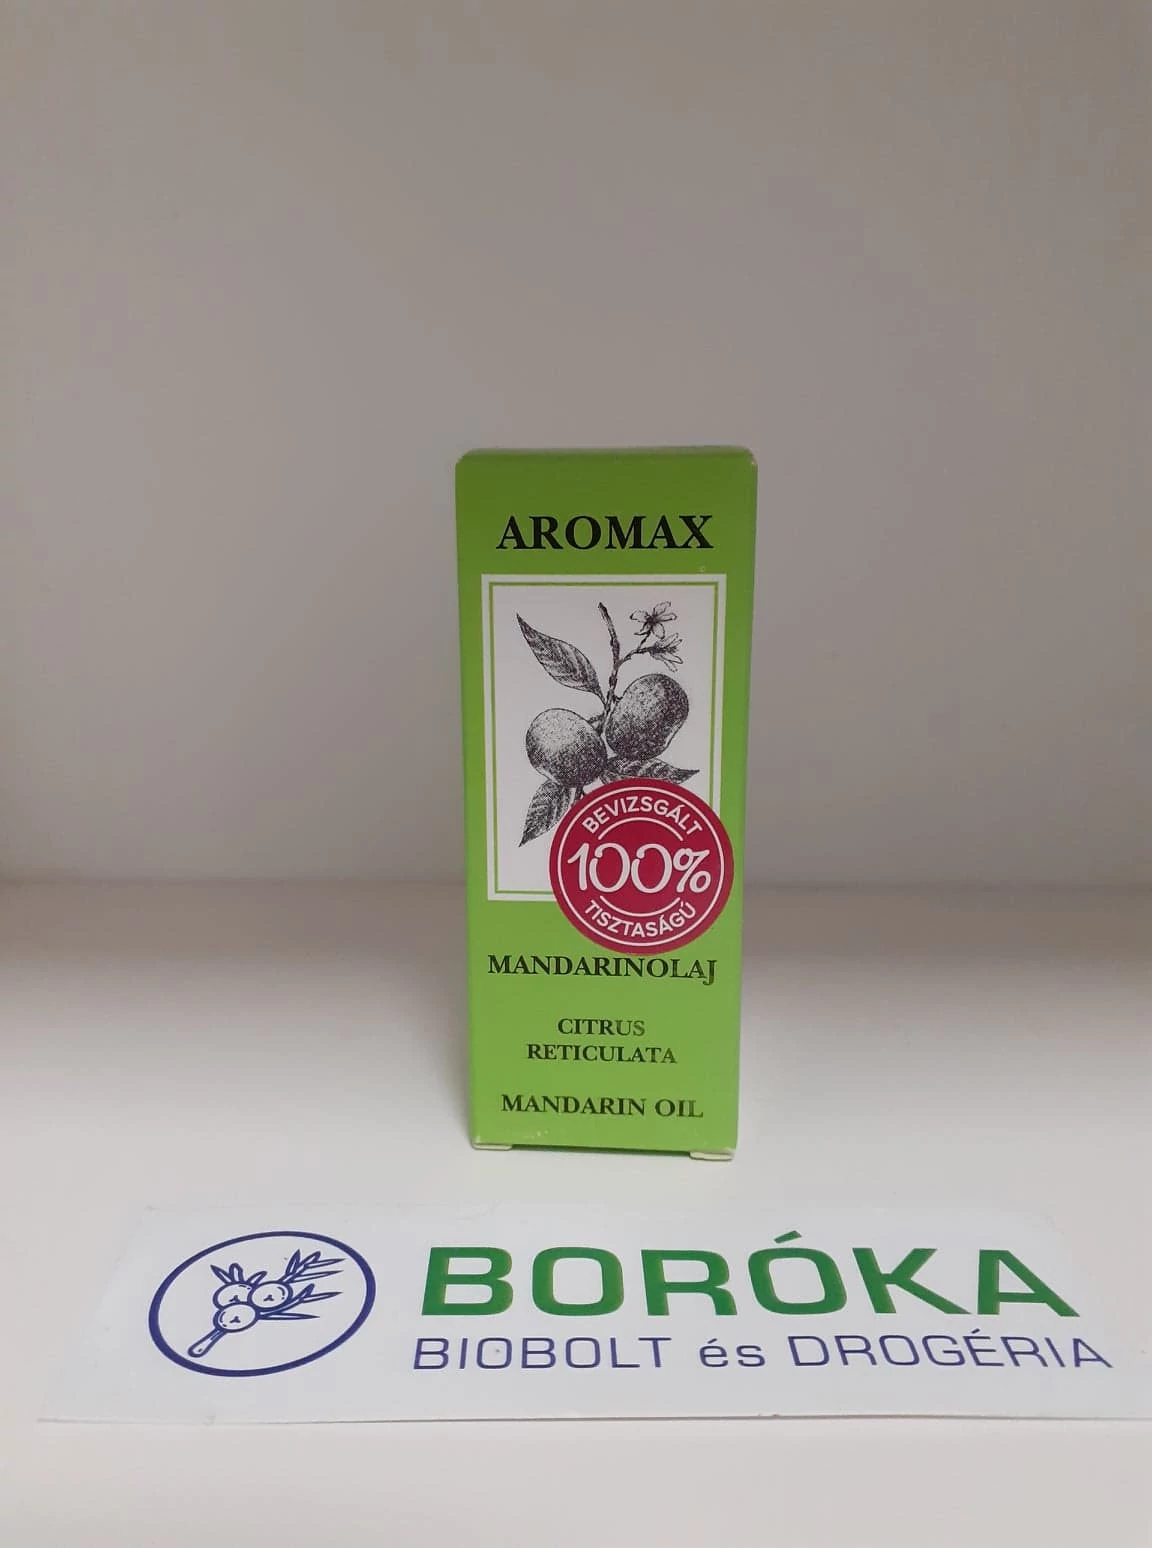 AROMAX
BEVIZSGÁLT
100%
TISZTASÁGÚ
MANDARINOLAJ
CITRUS
RETICULATA
MANDARIN OIL
BORÓKA
BIOBOLT és DROGÉRIA